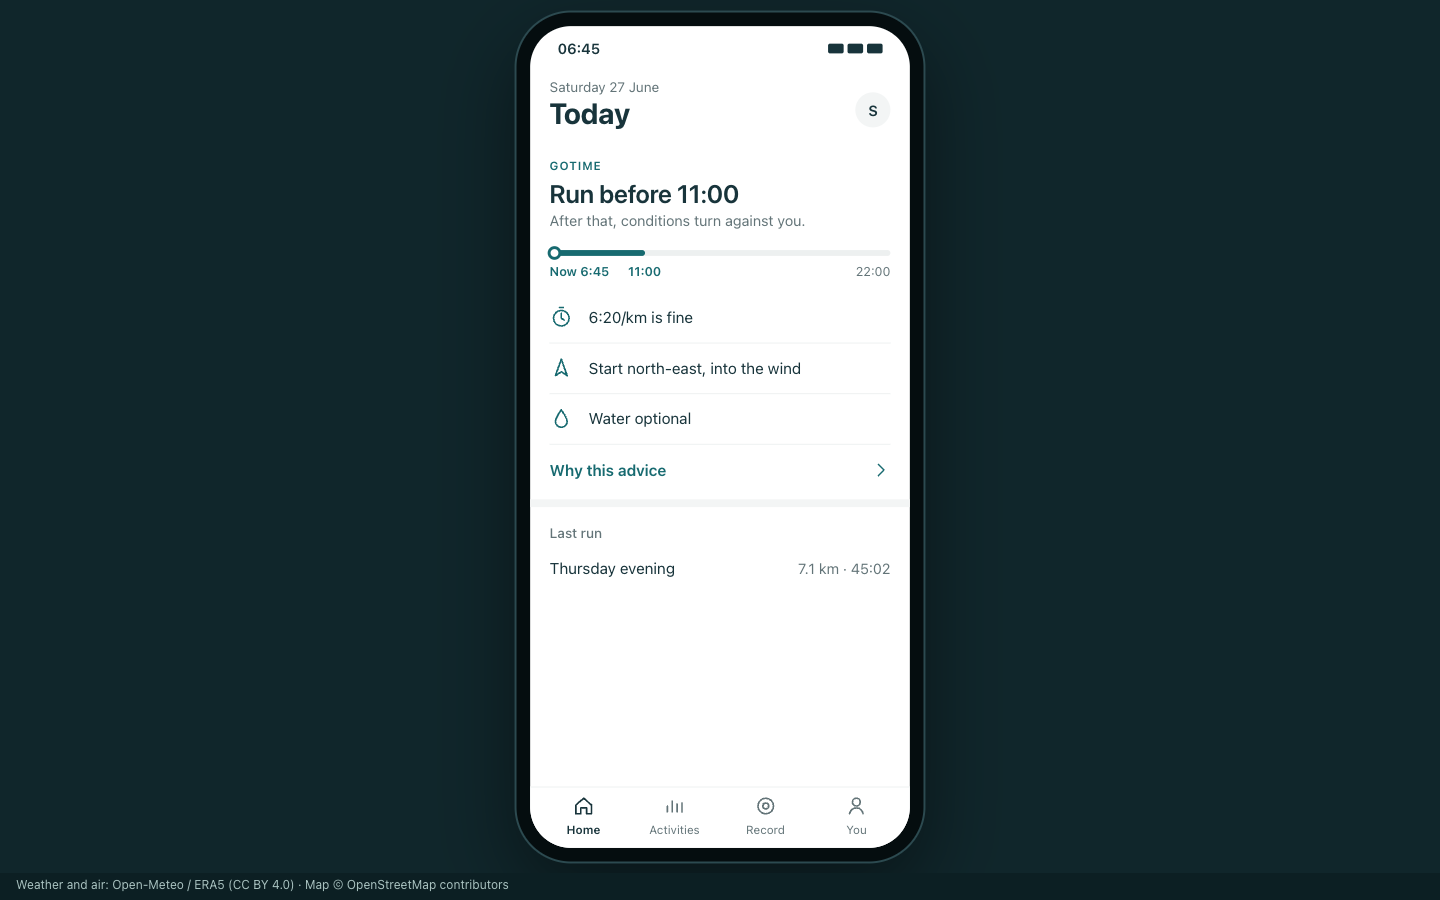 06:45
Saturday 27 June
Today
S
GOTIME
Run before 11:00
After that, conditions turn against you.
Now 6:45 11:00 22:00
6:20/km is fine
Start north-east, into the wind
Water optional
Why this advice
Last run
Thursday evening 7.1 km · 45:02
Home Activities Record You
Weather and air: Open-Meteo / ERA5 (CC BY 4.0) · Map © OpenStreetMap contributors